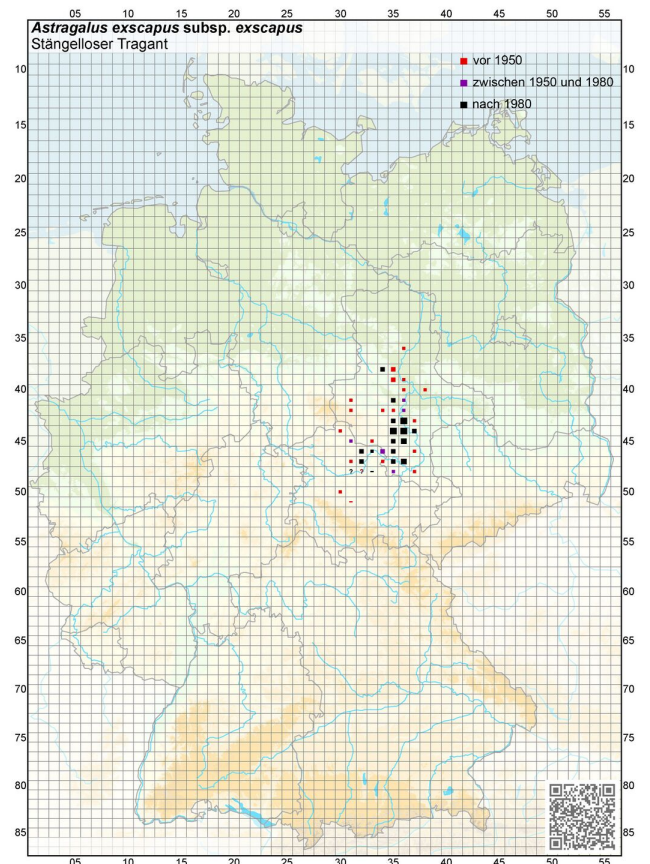 05 10 15 20 25 30 35 40 45 50 55
Astragalus exscapus subsp. exscapus
Stängelloser Tragant
vor 1950
zwischen 1950 und 1980
nach 1980
10 10
15 15
20 20
25 25
30 30
35 35
40 40
45 45
? ? –
50 50
–
55 55
60 60
65 65
70 70
75 75
80 80
85 85
05 10 15 20 25 30 35 40 45 50 55